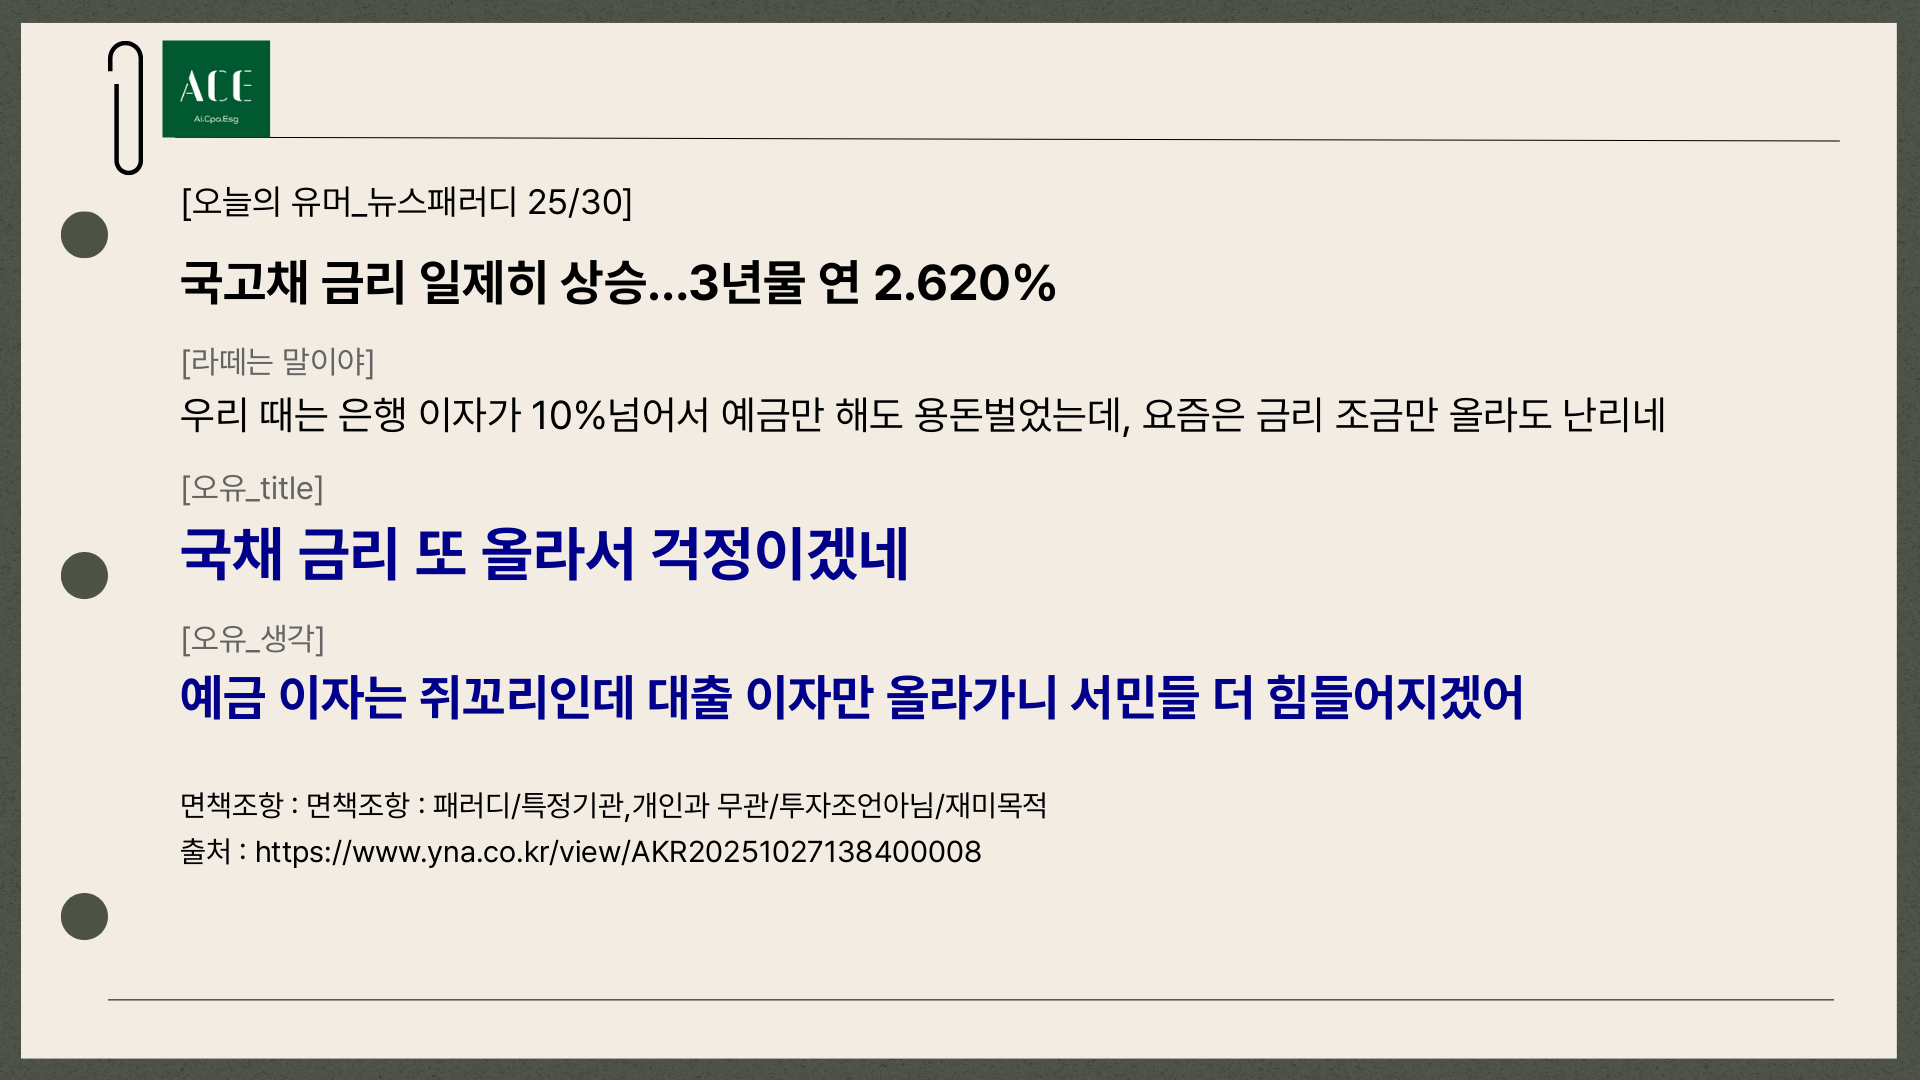 ACE
Ai.Cpa.Esg
[오늘의 유머_뉴스패러디 25/30]
국고채 금리 일제히 상승...3년물 연 2.620%
[라떼는 말이야]
우리 때는 은행 이자가 10%넘어서 예금만 해도 용돈벌었는데, 요즘은 금리 조금만 올라도 난리네
[오유_title]
국채 금리 또 올라서 걱정이겠네
[오유_생각]
예금 이자는 쥐꼬리인데 대출 이자만 올라가니 서민들 더 힘들어지겠어
면책조항 : 면책조항 : 패러디/특정기관,개인과 무관/투자조언아님/재미목적
출처 : https://www.yna.co.kr/view/AKR20251027138400008